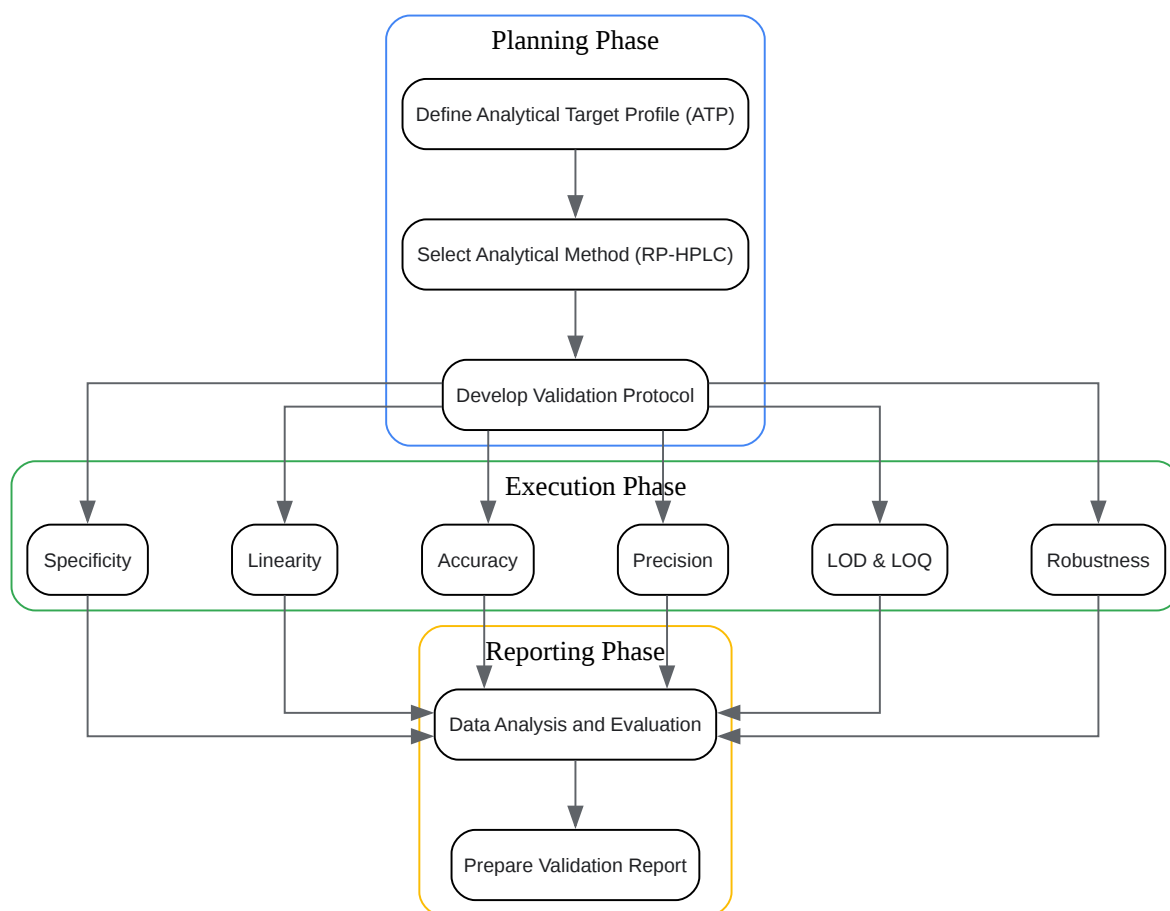 Planning Phase
Define Analytical Target Profile (ATP)
Select Analytical Method (RP-HPLC)
Develop Validation Protocol
Execution Phase
Specificity
Linearity
Accuracy
Precision
LOD & LOQ
Robustness
Reporting Phase
Data Analysis and Evaluation
Prepare Validation Report